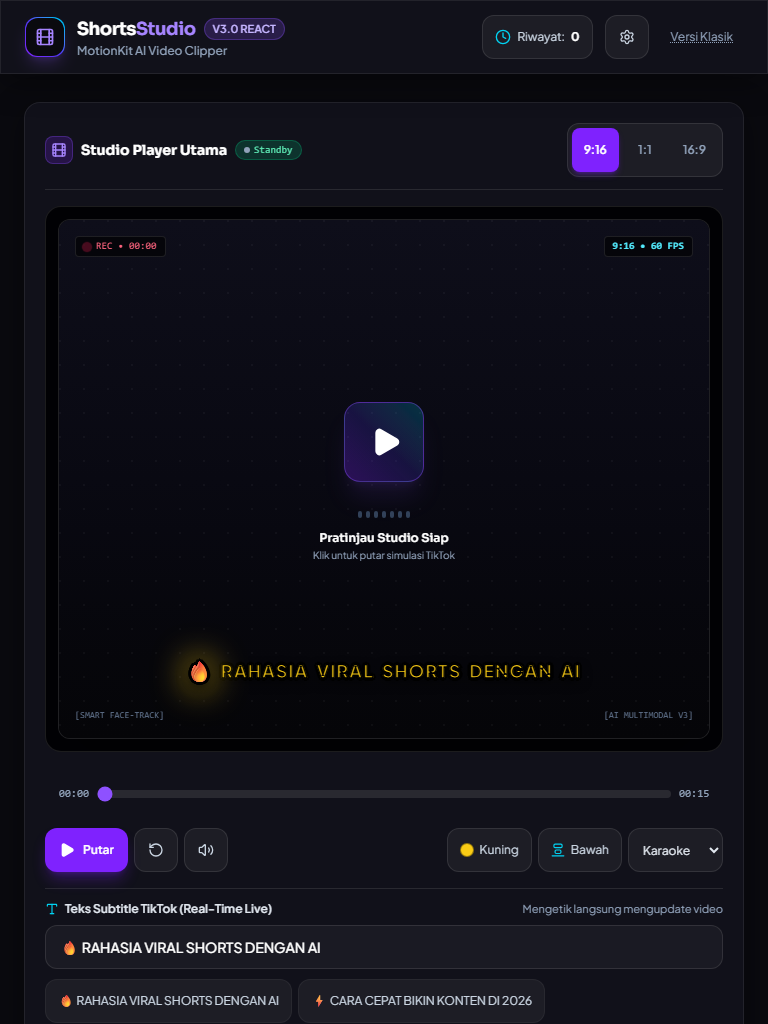 ShortsStudio V3.0 REACT
MotionKit AI Video Clipper
Riwayat: 0
Versi Klasik
Studio Player Utama
Standby
9:16
1:1
16:9
REC • 00:00
9:16 • 60 FPS
Pratinjau Studio Siap
Klik untuk putar simulasi TikTok
🔥 RAHASIA VIRAL SHORTS DENGAN AI
[SMART FACE-TRACK]
[AI MULTIMODAL V3]
00:00
00:15
Putar
Kuning
Bawah
Karaoke
Teks Subtitle TikTok (Real-Time Live)
Mengetik langsung mengupdate video
🔥 RAHASIA VIRAL SHORTS DENGAN AI
🔥 RAHASIA VIRAL SHORTS DENGAN AI
⚡ CARA CEPAT BIKIN KONTEN DI 2026